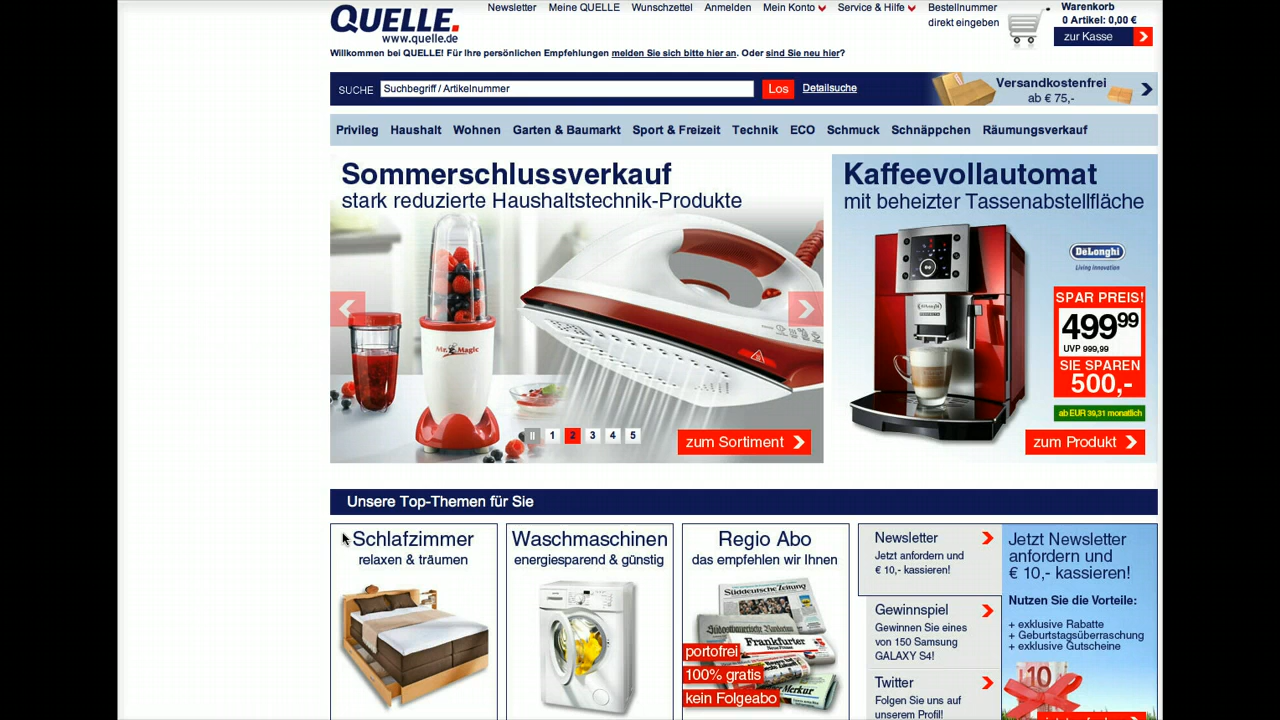 QUELLE.
www.quelle.de
Newsletter Meine QUELLE Wunschzettel Anmelden Mein Konto Service & Hilfe
Bestellnummer
direkt eingeben
Warenkorb
0 Artikel: 0,00 €
zur Kasse
Willkommen bei QUELLE! Für Ihre persönlichen Empfehlungen melden Sie sich bitte hier an. Oder sind Sie neu hier?
SUCHE Suchbegriff / Artikelnummer Los Detailsuche
Versandkostenfrei
ab € 75,-
Privileg Haushalt Wohnen Garten & Baumarkt Sport & Freizeit Technik ECO Schmuck Schnäppchen Räumungsverkauf
Sommerschlussverkauf
stark reduzierte Haushaltstechnik-Produkte
Mr. Magic
1 2 3 4 5
zum Sortiment
Kaffeevollautomat
mit beheizter Tassenabstellfläche
DeLonghi
Living innovation
SPAR PREIS!
49999
UVP 999,99
SIE SPAREN
500,-
ab EUR 39,31 monatlich
zum Produkt
Unsere Top-Themen für Sie
Schlafzimmer
relaxen & träumen
Waschmaschinen
energiesparend & günstig
Regio Abo
das empfehlen wir Ihnen
Süddeutsche Zeitung
Frankfurter
Merkur
portofrei,
100% gratis
kein Folgeabo
Newsletter
Jetzt anfordern und
€ 10,- kassieren!
Gewinnspiel
Gewinnen Sie eines
von 150 Samsung
GALAXY S4!
Twitter
Folgen Sie uns auf
unserem Profil!
Jetzt Newsletter
anfordern und
€ 10,- kassieren!
Nutzen Sie die Vorteile:
+ exklusive Rabatte
+ Geburtstagsüberraschung
+ exklusive Gutscheine
10